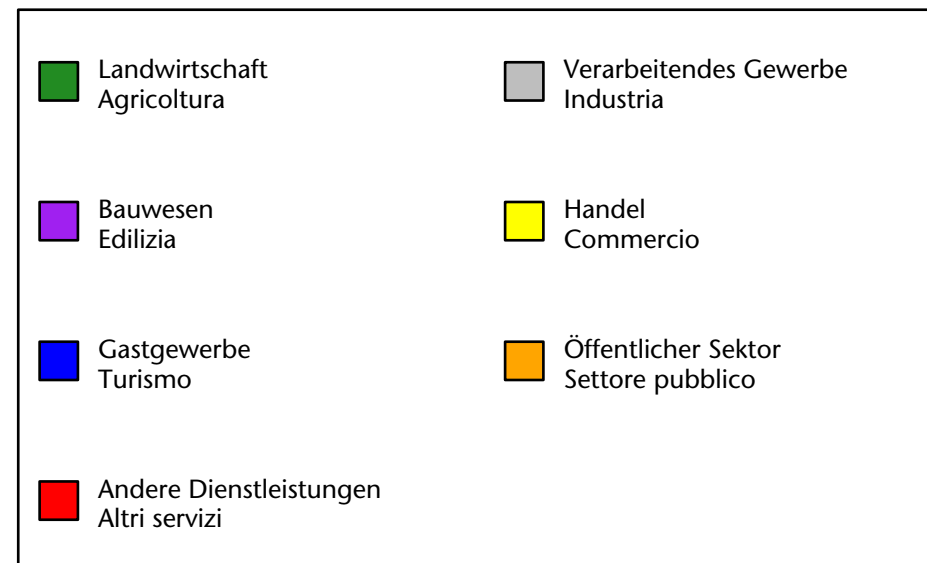 Landwirtschaft
Agricoltura
Verarbeitendes Gewerbe
Industria
Bauwesen
Edilizia
Handel
Commercio
Gastgewerbe
Turismo
Öffentlicher Sektor
Settore pubblico
Andere Dienstleistungen
Altri servizi